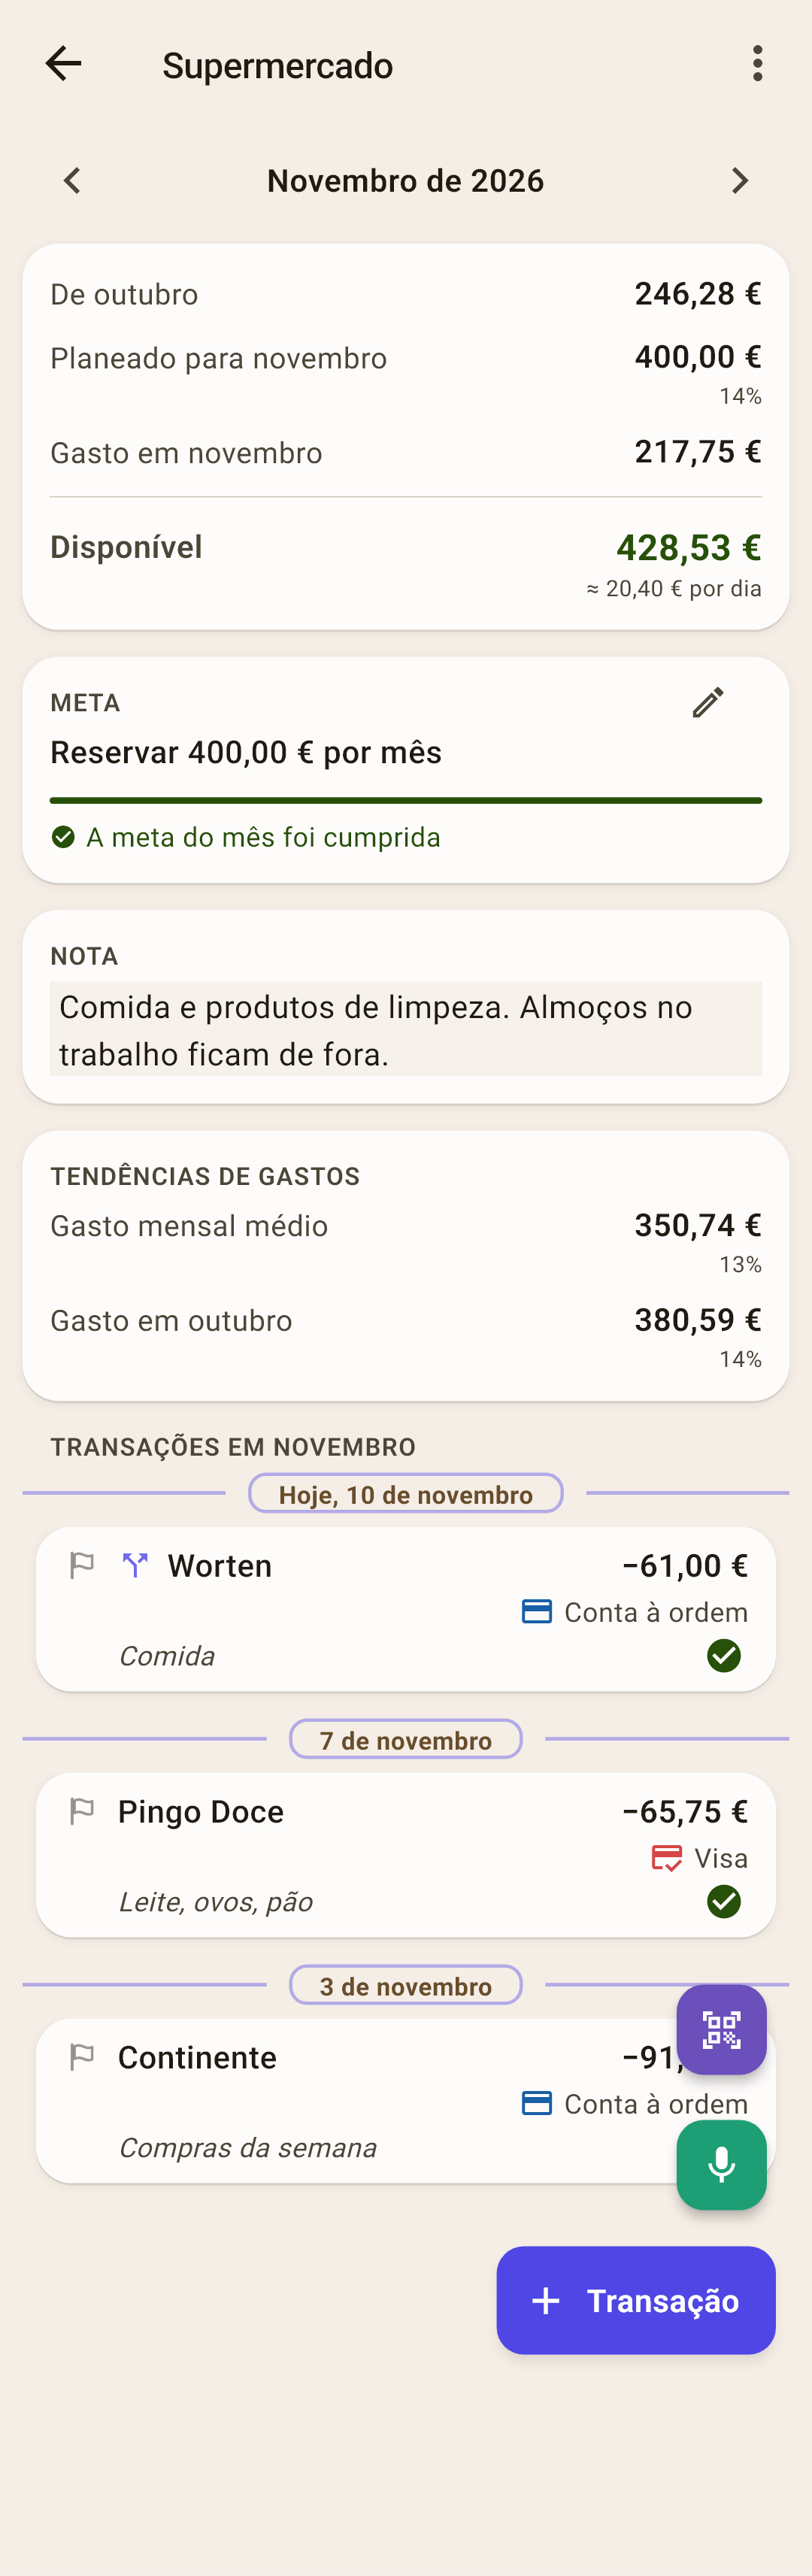 Supermercado
Novembro de 2026
De outubro 246,28 €
Planeado para novembro 400,00 €
14%
Gasto em novembro 217,75 €
Disponível 428,53 €
≈ 20,40 € por dia
META
Reservar 400,00 € por mês
A meta do mês foi cumprida
NOTA
Comida e produtos de limpeza. Almoços no
trabalho ficam de fora.
TENDÊNCIAS DE GASTOS
Gasto mensal médio 350,74 €
13%
Gasto em outubro 380,59 €
14%
TRANSAÇÕES EM NOVEMBRO
Hoje, 10 de novembro
Worten −61,00 €
Conta à ordem
Comida
7 de novembro
Pingo Doce −65,75 €
Visa
Leite, ovos, pão
3 de novembro
Continente −91,
Conta à ordem
Compras da semana
Transação